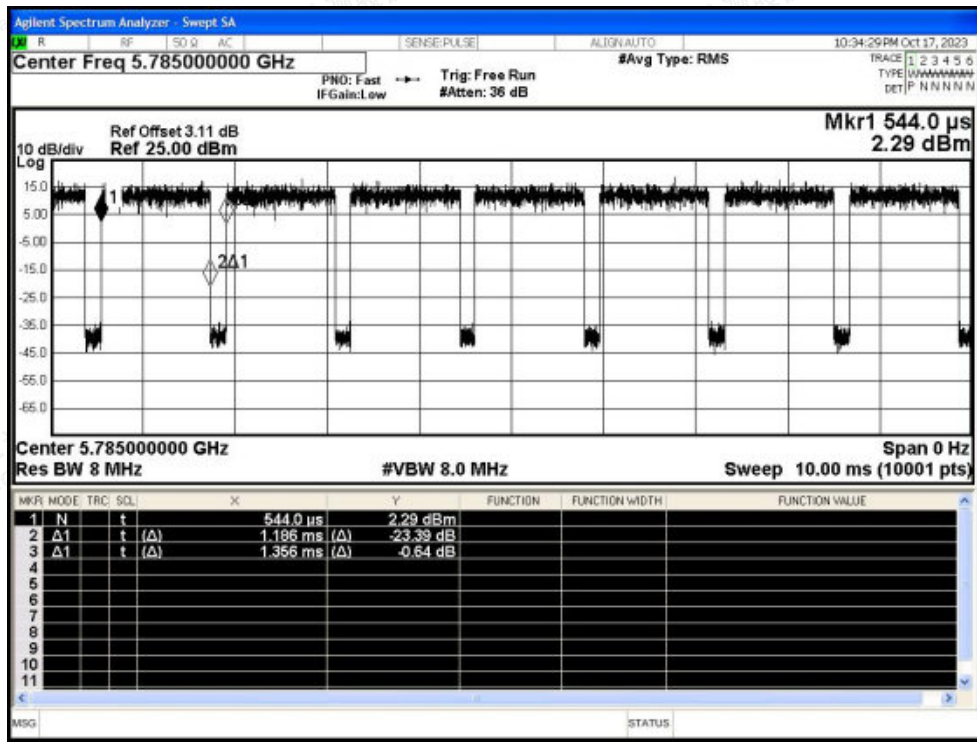 Agilent Spectrum Analyzer - Swept SA
R RF 50 Ω AC SENSE:PULSE ALIGNAUTO 10:34:29 PM Oct 17, 2023
Center Freq 5.785000000 GHz
PNO: Fast
IFGain:Low
Trig: Free Run
#Atten: 36 dB
#Avg Type: RMS
TRACE 1 2 3 4 5 6
TYPE
DET P N N N N N
Mkr1 544.0 µs
2.29 dBm
Ref Offset 3.11 dB
10 dB/div Ref 25.00 dBm
Log
15.0
5.00
-5.00
-15.0
-25.0
-35.0
-45.0
-55.0
-65.0
1
2Δ1
Center 5.785000000 GHz Span 0 Hz
Res BW 8 MHz #VBW 8.0 MHz Sweep 10.00 ms (10001 pts)
MKR MODE TRC SCL X Y FUNCTION FUNCTION WIDTH FUNCTION VALUE
1 N t 544.0 µs 2.29 dBm
2 Δ1 t (Δ) 1.186 ms (Δ) -23.39 dB
3 Δ1 t (Δ) 1.356 ms (Δ) -0.64 dB
4
5
6
7
8
9
10
11
MSG STATUS